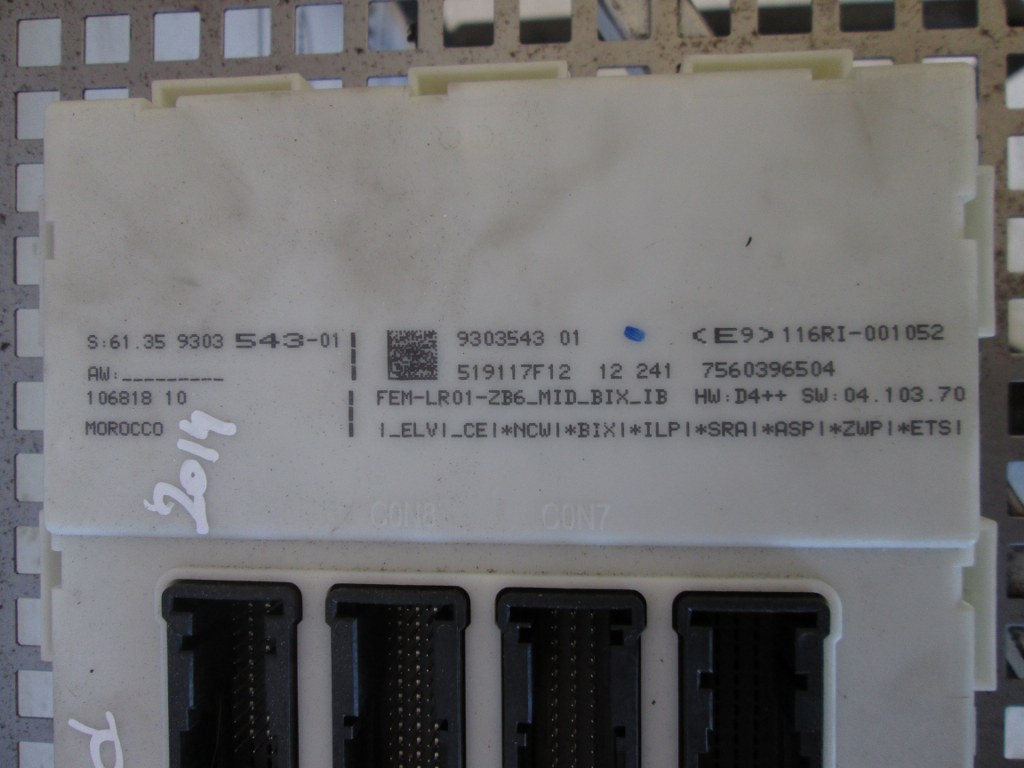 S:61.35 9303 543-01
AW:_________
106818 10
MOROCCO
9303543 01
<E9>116RI-001052
519117F12 12 241 7560396504
FEM-LR01-ZB6_MID_BIX_IB HW:D4++ SW:04.103.70
|_ELV|_CE|*NCW|*BIX|*ILP|*SRA|*ASP|*ZWP|*ETS|
2014
CON8 CON7